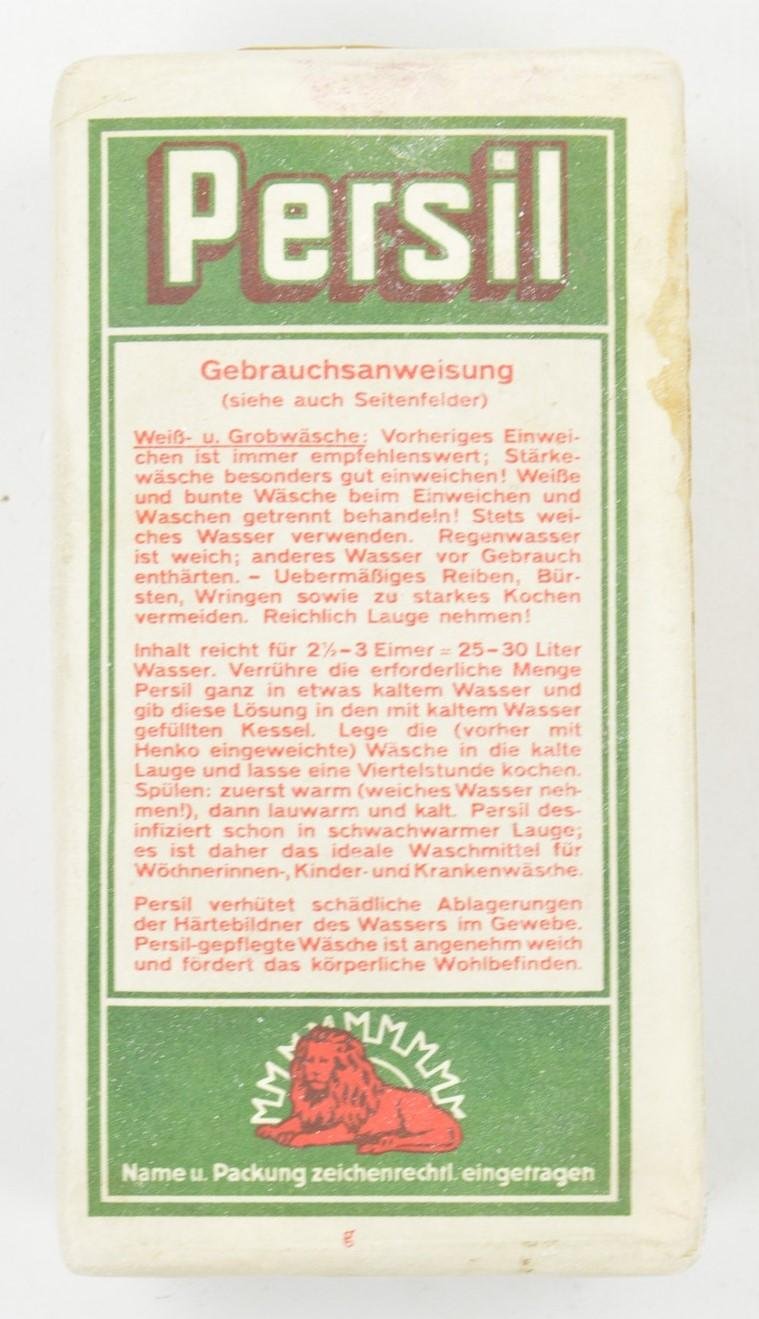 Persil
Gebrauchsanweisung
(siehe auch Seitenfelder)
Weiß- u. Grobwäsche: Vorheriges Einwei-
chen ist immer empfehlenswert; Stärke-
wäsche besonders gut einweichen! Weiße
und bunte Wäsche beim Einweichen und
Waschen getrennt behandeln! Stets wei-
ches Wasser verwenden. Regenwasser
ist weich; anderes Wasser vor Gebrauch
enthärten. – Uebermäßiges Reiben, Bür-
sten, Wringen sowie zu starkes Kochen
vermeiden. Reichlich Lauge nehmen!
Inhalt reicht für 2½–3 Eimer = 25–30 Liter
Wasser. Verrühre die erforderliche Menge
Persil ganz in etwas kaltem Wasser und
gib diese Lösung in den mit kaltem Wasser
gefüllten Kessel. Lege die (vorher mit
Henko eingeweichte) Wäsche in die kalte
Lauge und lasse eine Viertelstunde kochen.
Spülen: zuerst warm (weiches Wasser neh-
men!), dann lauwarm und kalt. Persil des-
infiziert schon in schwachwarmer Lauge;
es ist daher das ideale Waschmittel für
Wöchnerinnen-, Kinder- und Krankenwäsche.
Persil verhütet schädliche Ablagerungen
der Härtebildner des Wassers im Gewebe.
Persil-gepflegte Wäsche ist angenehm weich
und fördert das körperliche Wohlbefinden.
Name u. Packung zeichenrechtl. eingetragen
g